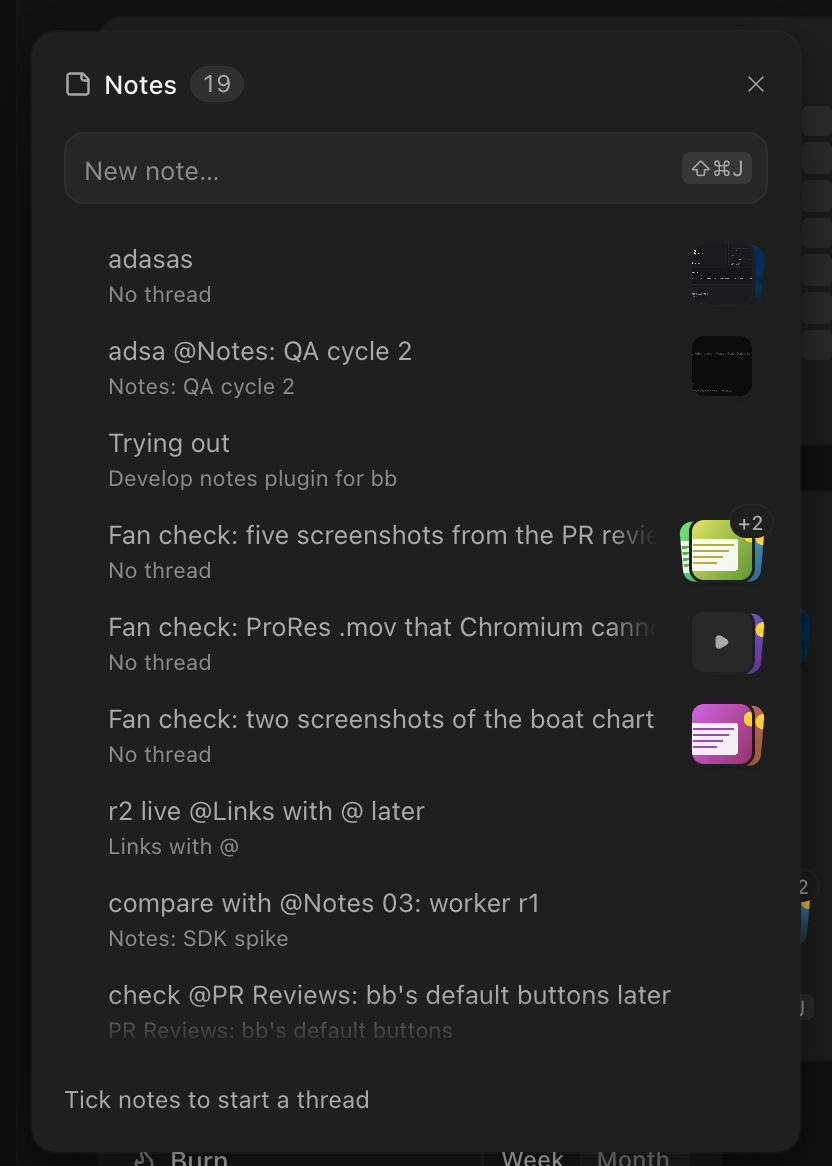 Notes 19
New note...
⇧⌘J
adasas
No thread
adsa @Notes: QA cycle 2
Notes: QA cycle 2
Trying out
Develop notes plugin for bb
Fan check: five screenshots from the PR revie
+2
No thread
Fan check: ProRes .mov that Chromium cann
No thread
Fan check: two screenshots of the boat chart
No thread
r2 live @Links with @ later
Links with @
compare with @Notes 03: worker r1
Notes: SDK spike
check @PR Reviews: bb's default buttons later
PR Reviews: bb's default buttons
Tick notes to start a thread
2
J
Burn
Week
Month